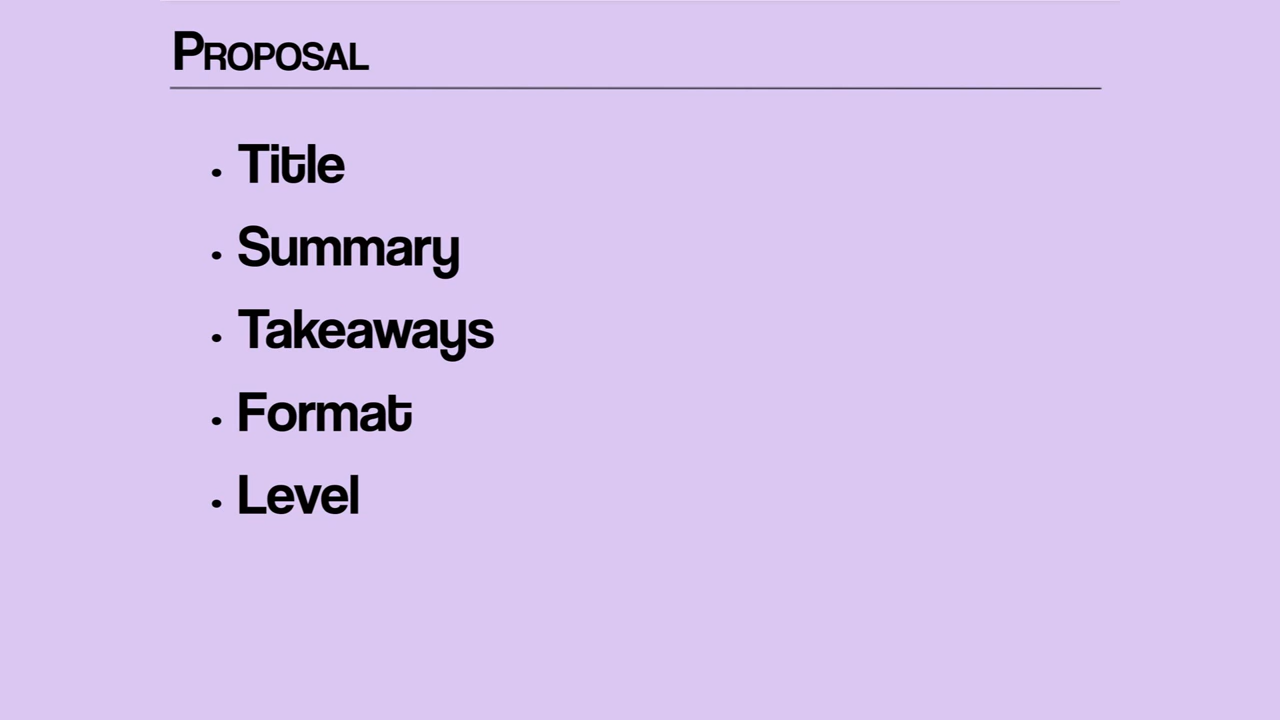 Proposal
• Title
• Summary
• Takeaways
• Format
• Level